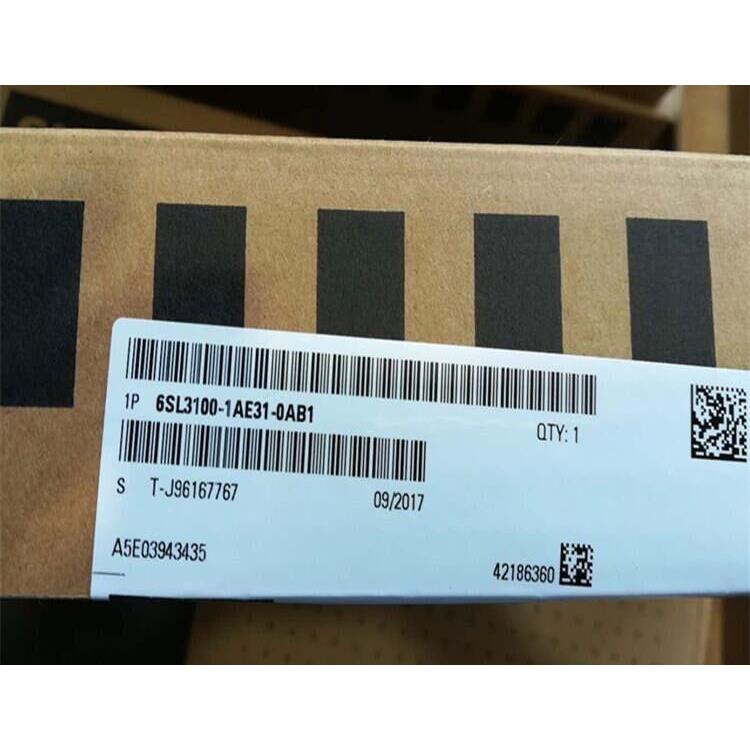 1P 6SL3100-1AE31-0AB1
QTY: 1
S T-J96167767 09/2017
A5E03943435
42186360